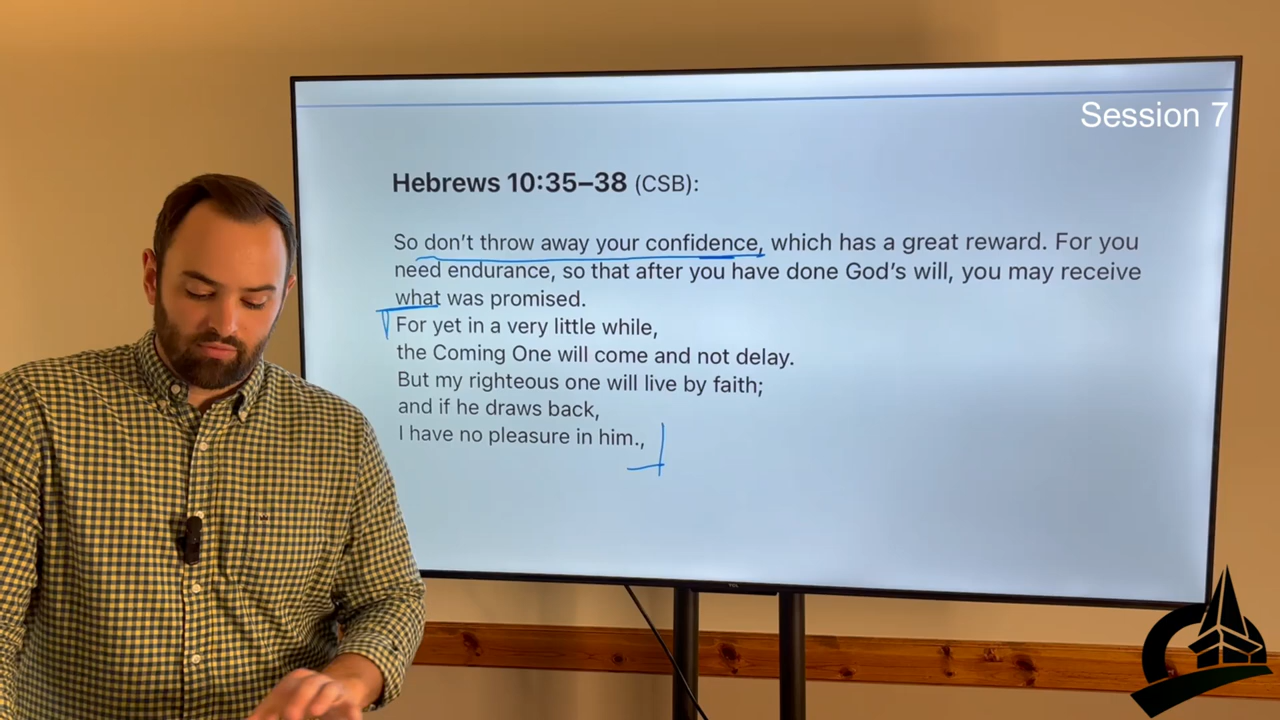 Session 7
Hebrews 10:35–38 (CSB):
So don't throw away your confidence, which has a great reward. For you
need endurance, so that after you have done God's will, you may receive
what was promised.
For yet in a very little while,
the Coming One will come and not delay.
But my righteous one will live by faith;
and if he draws back,
I have no pleasure in him.,
TCL